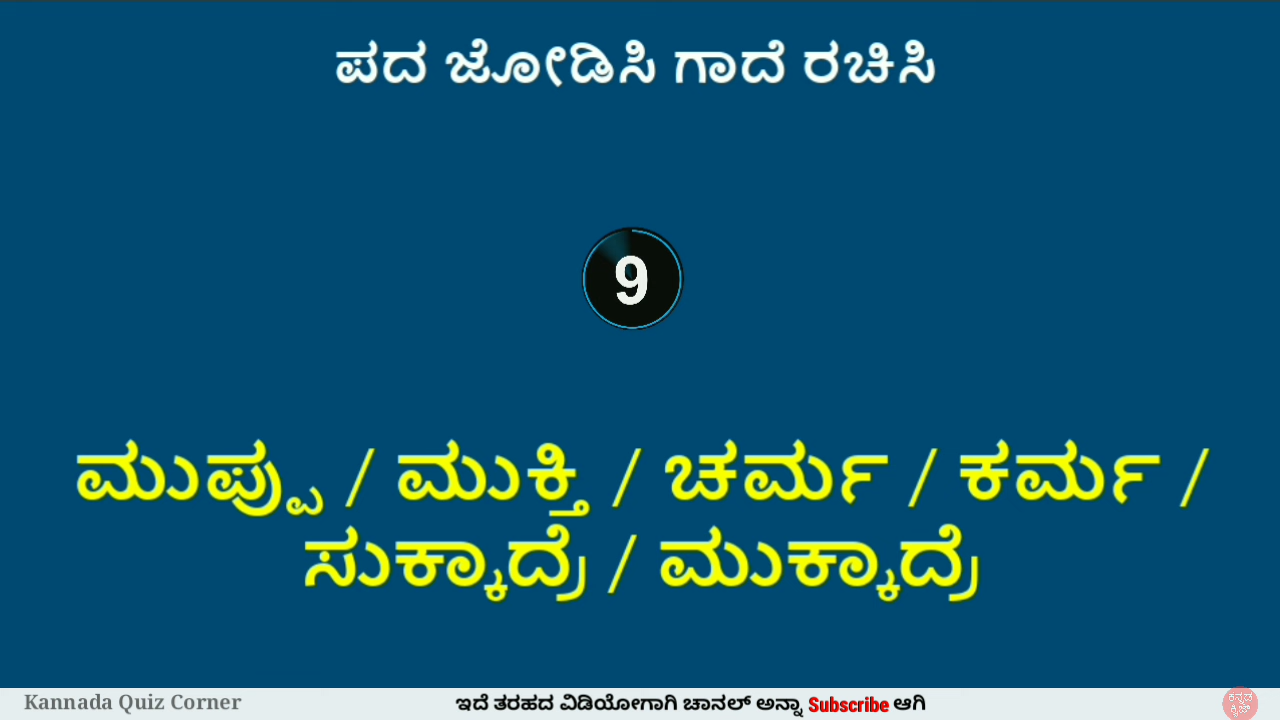 ಪದ ಜೋಡಿಸಿ ಗಾದೆ ರಚಿಸಿ
9
ಮುಪ್ಪು / ಮುಕ್ತಿ / ಚರ್ಮ / ಕರ್ಮ /
ಸುಕ್ಕಾದ್ರೆ / ಮುಕ್ಕಾದ್ರೆ
Kannada Quiz Corner
ಇದೆ ತರಹದ ವಿಡಿಯೋಗಾಗಿ ಚಾನಲ್ ಅನ್ನಾ Subscribe ಆಗಿ